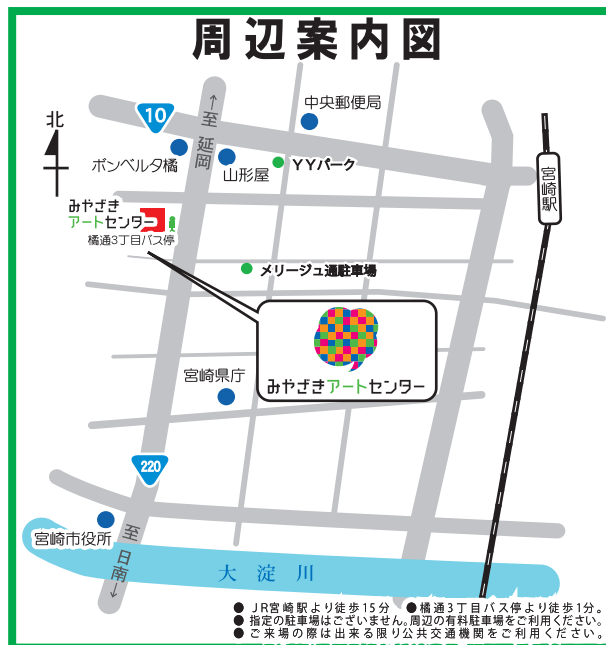 周辺案内図
中央郵便局
10
←至 延岡
北
ボンベルタ橘
山形屋
YYパーク
宮崎駅
みやざき
アートセンター
橘通3丁目バス停
メリージュ通駐車場
みやざきアートセンター
宮崎県庁
220
宮崎市役所
至 日南→
大淀川
● JR宮崎駅より徒歩15分 ●橘通3丁目バス停より徒歩1分。
● 指定の駐車場はございません。周辺の有料駐車場をご利用ください。
● ご来場の際は出来る限り公共交通機関をご利用ください。